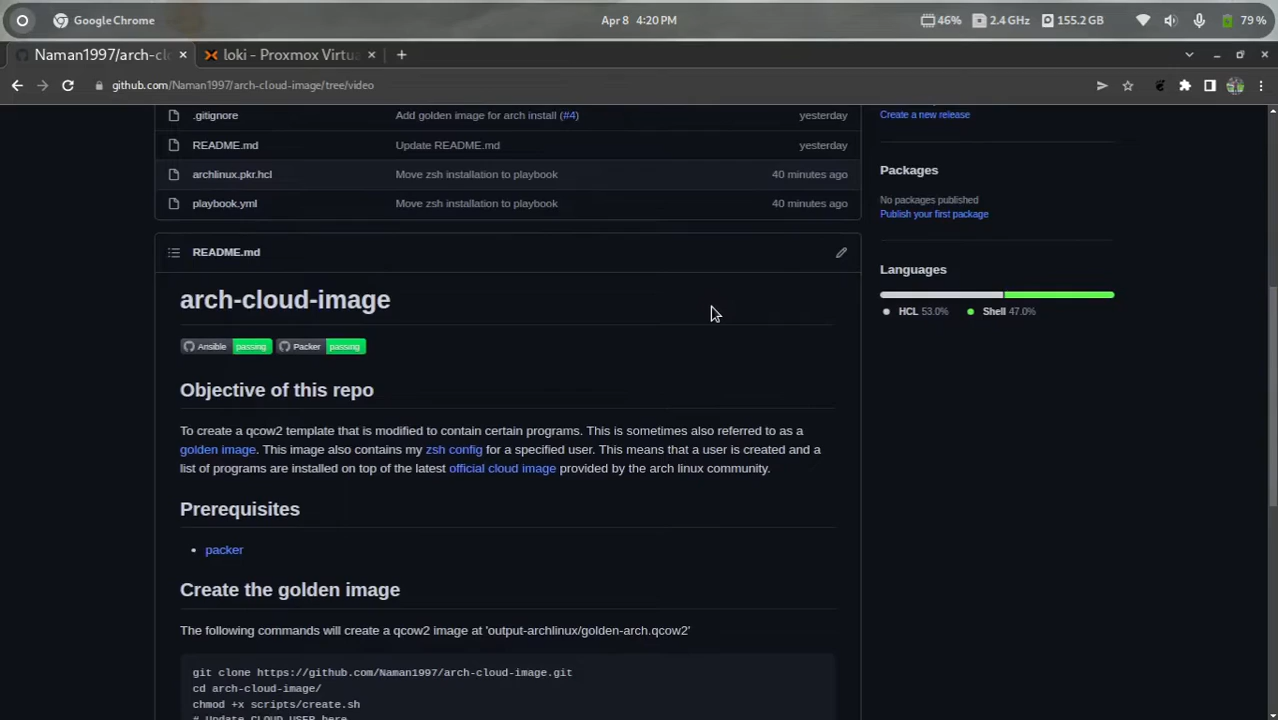 Google Chrome
Apr 8 4:20 PM
46%
2.4 GHz
155.2 GB
79 %
Naman1997/arch-clo
loki - Proxmox Virtua
github.com/Naman1997/arch-cloud-image/tree/video
.gitignore Add golden image for arch install (#4) yesterday
README.md Update README.md yesterday
archlinux.pkr.hcl Move zsh installation to playbook 40 minutes ago
playbook.yml Move zsh installation to playbook 40 minutes ago
README.md
arch-cloud-image
Ansible passing Packer passing
Objective of this repo
To create a qcow2 template that is modified to contain certain programs. This is sometimes also referred to as a
golden image. This image also contains my zsh config for a specified user. This means that a user is created and a
list of programs are installed on top of the latest official cloud image provided by the arch linux community.
Prerequisites
packer
Create the golden image
The following commands will create a qcow2 image at 'output-archlinux/golden-arch.qcow2'
git clone https://github.com/Naman1997/arch-cloud-image.git
cd arch-cloud-image/
chmod +x scripts/create.sh
# Update CLOUD_USER here
Create a new release
Packages
No packages published
Publish your first package
Languages
HCL 53.0% Shell 47.0%